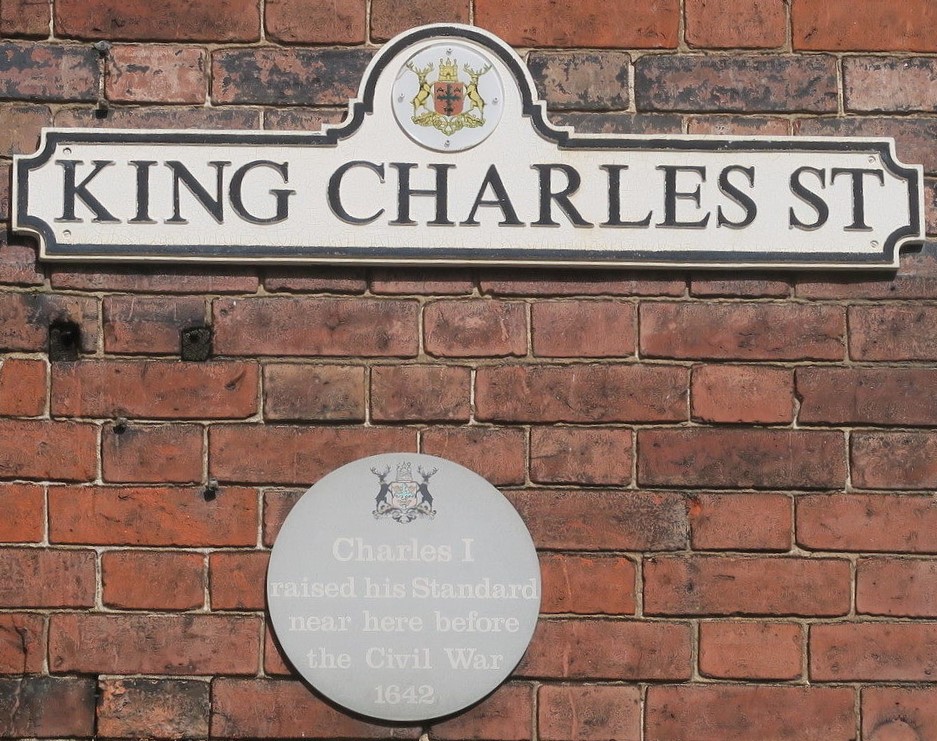 KING CHARLES ST
Charles I
raised his Standard
near here before
the Civil War
1642